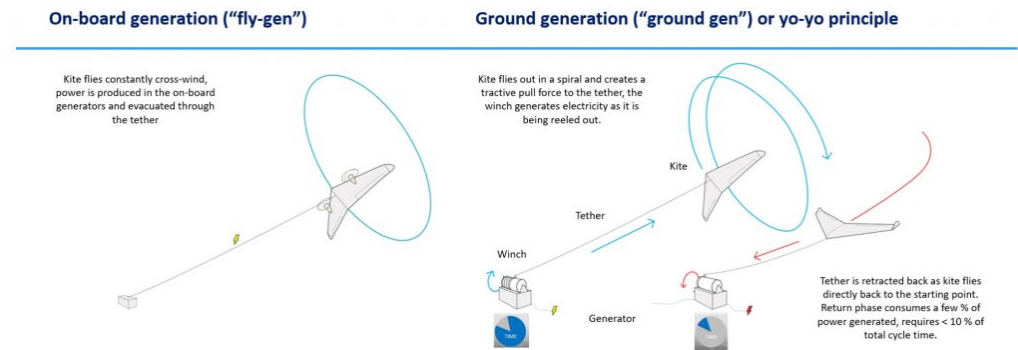 On-board generation (“fly-gen”)
Ground generation (“ground gen”) or yo-yo principle
Kite flies constantly cross-wind,
power is produced in the on-board
generators and evacuated through
the tether
Kite flies out in a spiral and creates a
tractive pull force to the tether, the
winch generates electricity as it is
being reeled out.
Kite
Tether
Winch
Generator
TIME
TIME
Tether is retracted back as kite flies
directly back to the starting point.
Return phase consumes a few % of
power generated, requires < 10 % of
total cycle time.